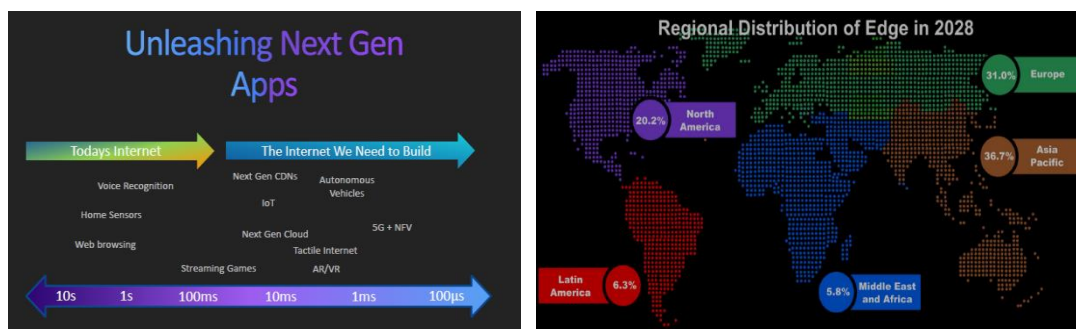 Unleashing Next Gen
Apps
Todays Internet
The Internet We Need to Build
Voice Recognition
Home Sensors
Web browsing
Streaming Games
Next Gen CDNs
Autonomous
Vehicles
IoT
5G + NFV
Next Gen Cloud
Tactile Internet
AR/VR
10s
1s
100ms
10ms
1ms
100µs
Regional Distribution of Edge in 2028
31.0%
Europe
20.2%
North
America
36.7%
Asia
Pacific
Latin
America
6.3%
5.8%
Middle East
and Africa